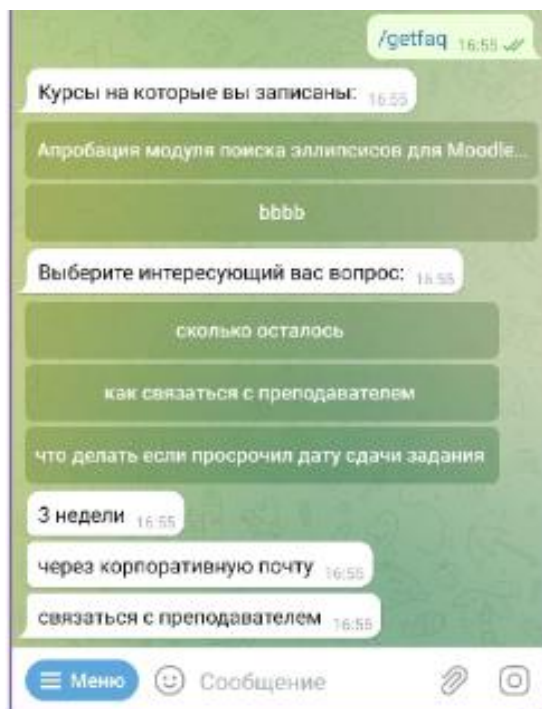 /getfaq 16:55
Курсы на которые вы записаны: 16:55
Апробация модуля поиска эллипсисов для Moodle...
bbbb
Выберите интересующий вас вопрос: 16:55
сколько осталось
как связаться с преподавателем
что делать если просрочил дату сдачи задания
3 недели 16:55
через корпоративную почту 16:55
связаться с преподавателем 16:55
Меню Сообщение